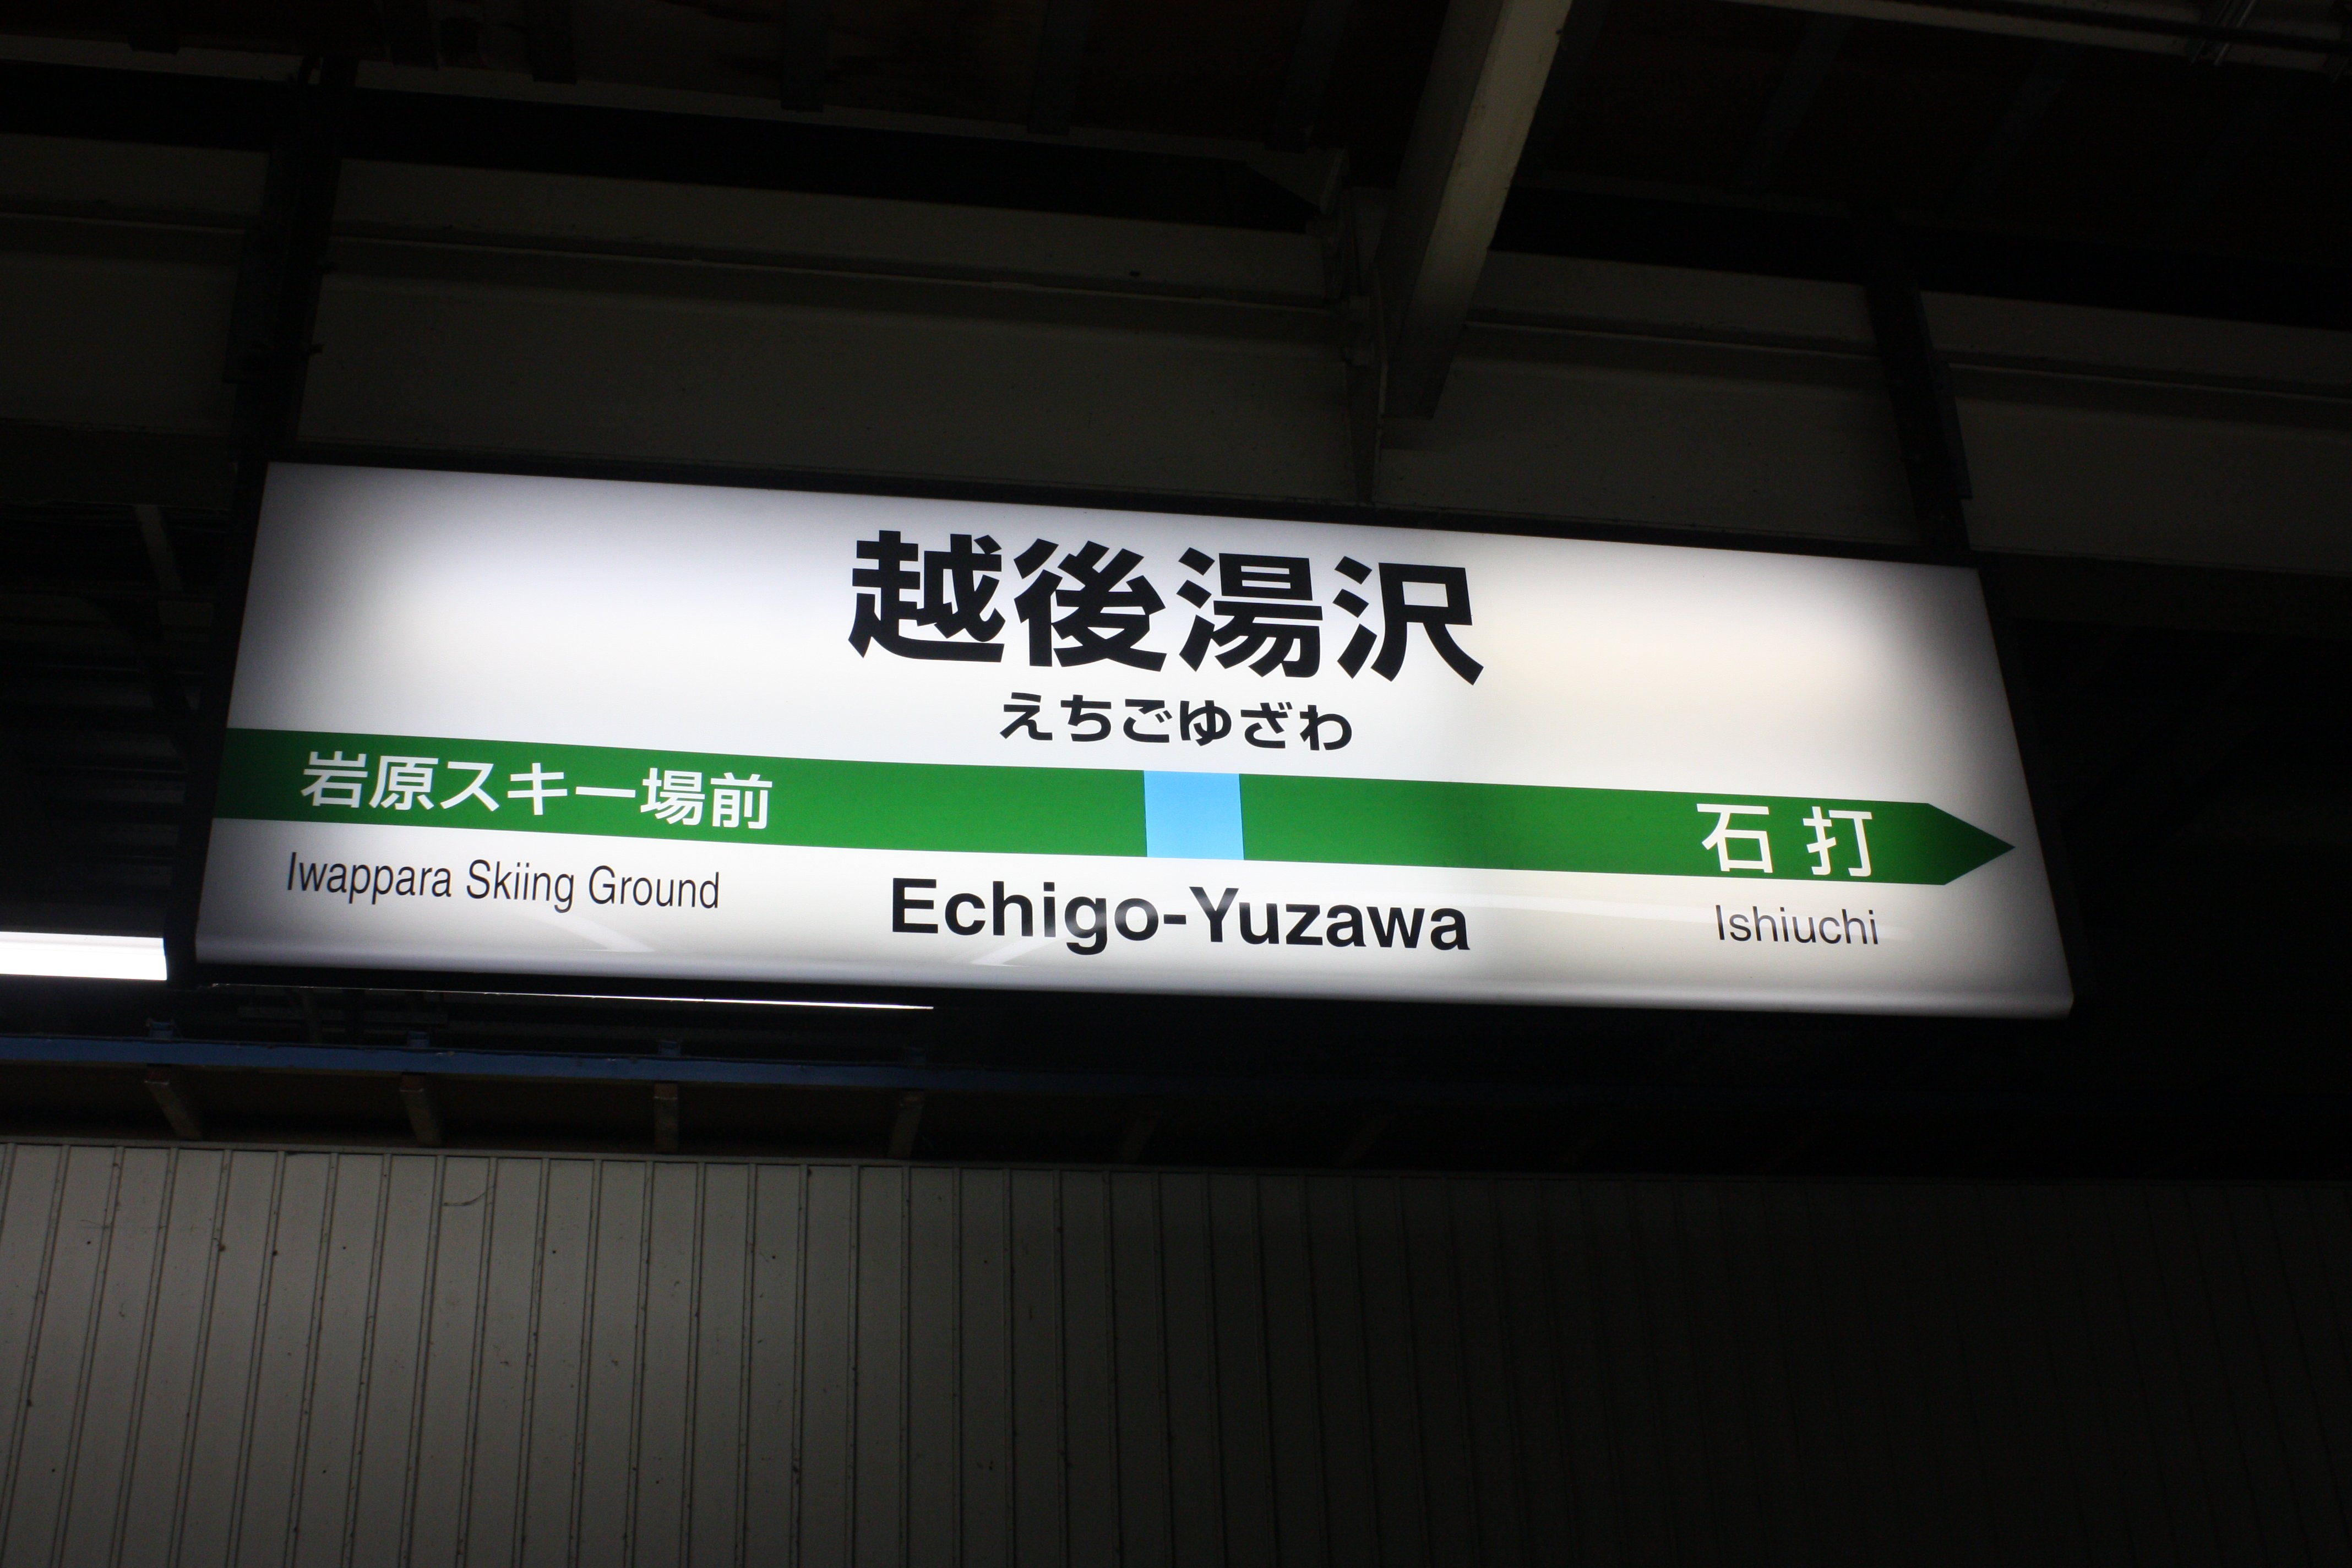 越後湯沢
えちごゆざわ
岩原スキー場前
石打
Iwappara Skiing Ground
Echigo-Yuzawa
Ishiuchi